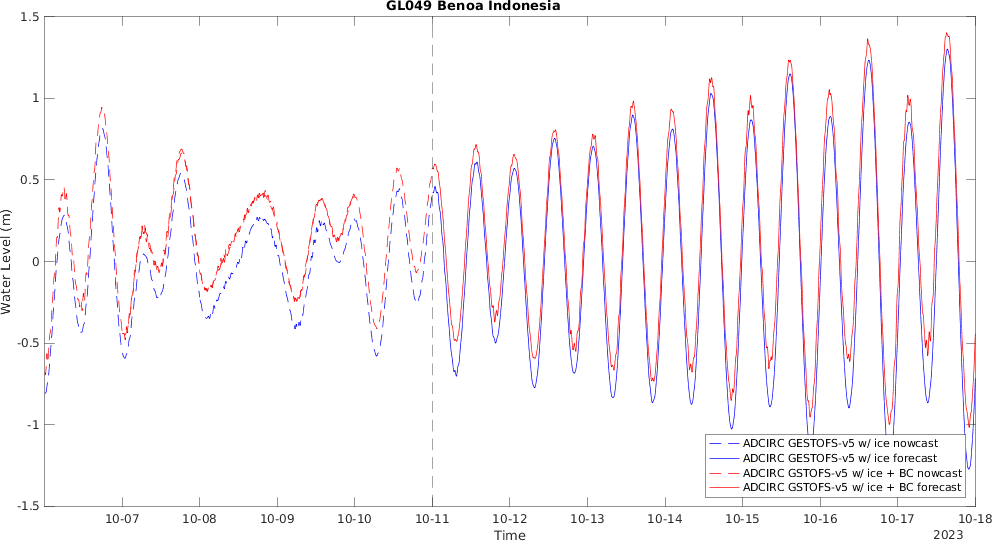 GL049 Benoa Indonesia
1.5
1
0.5
0
-0.5
-1
-1.5
Water Level (m)
ADCIRC GESTOFS-v5 w/ ice nowcast
ADCIRC GESTOFS-v5 w/ ice forecast
ADCIRC GSTOFS-v5 w/ ice + BC nowcast
ADCIRC GSTOFS-v5 w/ ice + BC forecast
10-07 10-08 10-09 10-10 10-11 10-12 10-13 10-14 10-15 10-16 10-17 10-18
Time
2023